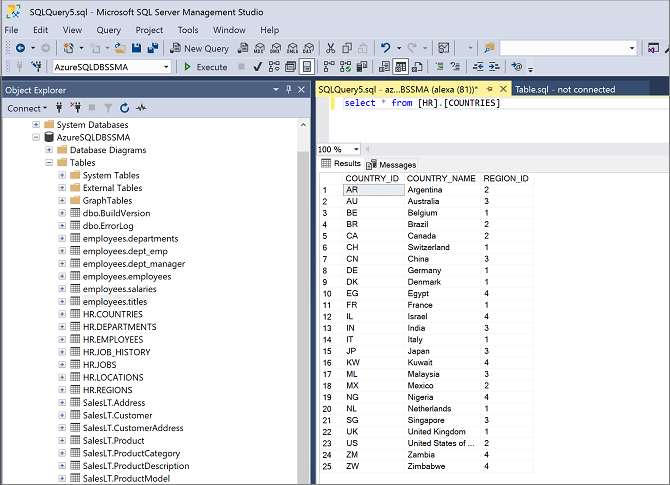 SQLQuery5.sql - Microsoft SQL Server Management Studio
File Edit View Query Project Tools Window Help
New Query MDX DMX XMLA DAX
AzureSQLDBSSMA Execute
Object Explorer
Connect
System Databases
AzureSQLDBSSMA
Database Diagrams
Tables
System Tables
External Tables
GraphTables
dbo.BuildVersion
dbo.ErrorLog
employees.departments
employees.dept_emp
employees.dept_manager
employees.employees
employees.salaries
employees.titles
HR.COUNTRIES
HR.DEPARTMENTS
HR.EMPLOYEES
HR.JOB_HISTORY
HR.JOBS
HR.LOCATIONS
HR.REGIONS
SalesLT.Address
SalesLT.Customer
SalesLT.CustomerAddress
SalesLT.Product
SalesLT.ProductCategory
SalesLT.ProductDescription
SalesLT.ProductModel
SQLQuery5.sql - az...BSSMA (alexa (81))* Table.sql - not connected
select * from [HR].[COUNTRIES]
100 %
Results Messages
COUNTRY_ID COUNTRY_NAME REGION_ID
1 AR Argentina 2
2 AU Australia 3
3 BE Belgium 1
4 BR Brazil 2
5 CA Canada 2
6 CH Switzerland 1
7 CN China 3
8 DE Germany 1
9 DK Denmark 1
10 EG Egypt 4
11 FR France 1
12 IL Israel 4
13 IN India 3
14 IT Italy 1
15 JP Japan 3
16 KW Kuwait 4
17 ML Malaysia 3
18 MX Mexico 2
19 NG Nigeria 4
20 NL Netherlands 1
21 SG Singapore 3
22 UK United Kingdom 1
23 US United States of ... 2
24 ZM Zambia 4
25 ZW Zimbabwe 4